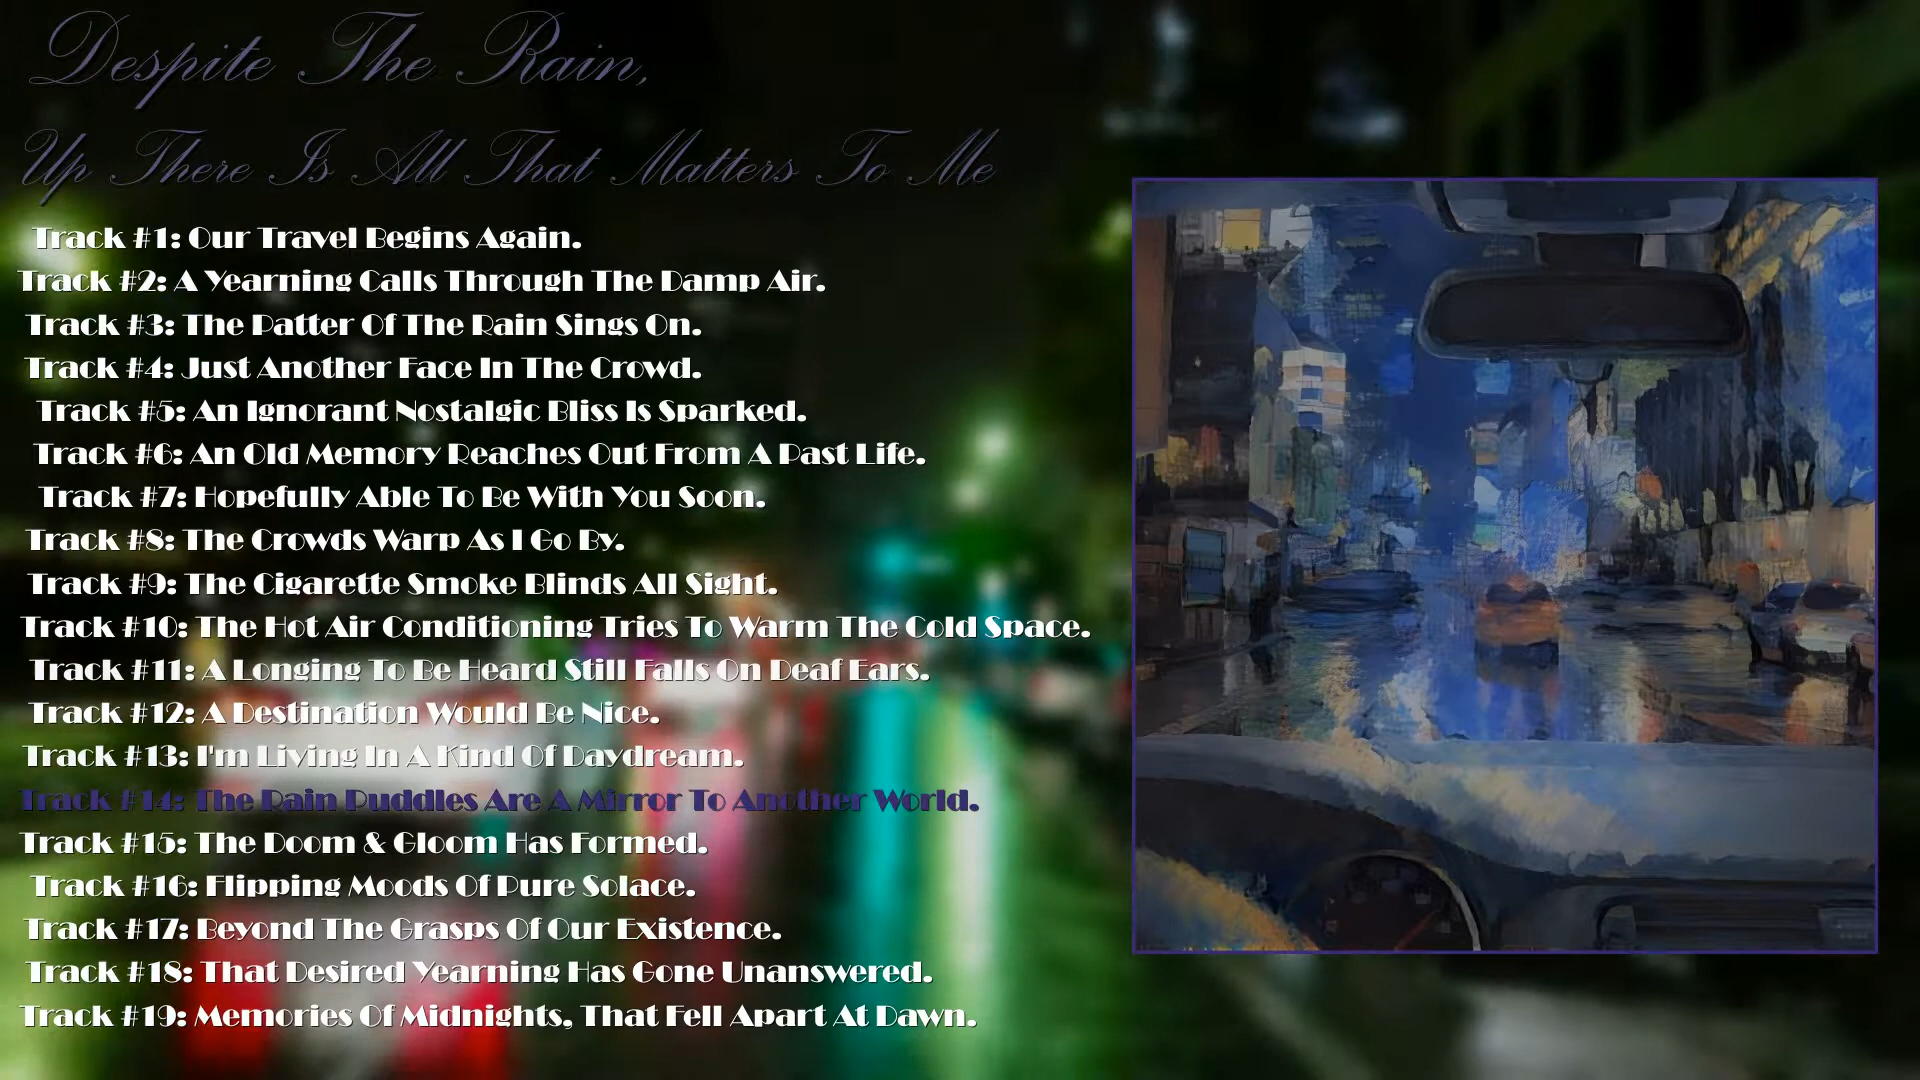 Despite The Rain,
Up There Is All That Matters To Me
Track #1: Our Travel Begins Again.
Track #2: A Yearning Calls Through The Damp Air.
Track #3: The Patter Of The Rain Sings On.
Track #4: Just Another Face In The Crowd.
Track #5: An Ignorant Nostalgic Bliss Is Sparked.
Track #6: An Old Memory Reaches Out From A Past Life.
Track #7: Hopefully Able To Be With You Soon.
Track #8: The Crowds Warp As I Go By.
Track #9: The Cigarette Smoke Blinds All Sight.
Track #10: The Hot Air Conditioning Tries To Warm The Cold Space.
Track #11: A Longing To Be Heard Still Falls On Deaf Ears.
Track #12: A Destination Would Be Nice.
Track #13: I'm Living In A Kind Of Daydream.
Track #14: The Rain Puddles Are A Mirror To Another World.
Track #15: The Doom & Gloom Has Formed.
Track #16: Flipping Moods Of Pure Solace.
Track #17: Beyond The Grasps Of Our Existence.
Track #18: That Desired Yearning Has Gone Unanswered.
Track #19: Memories Of Midnights, That Fell Apart At Dawn.